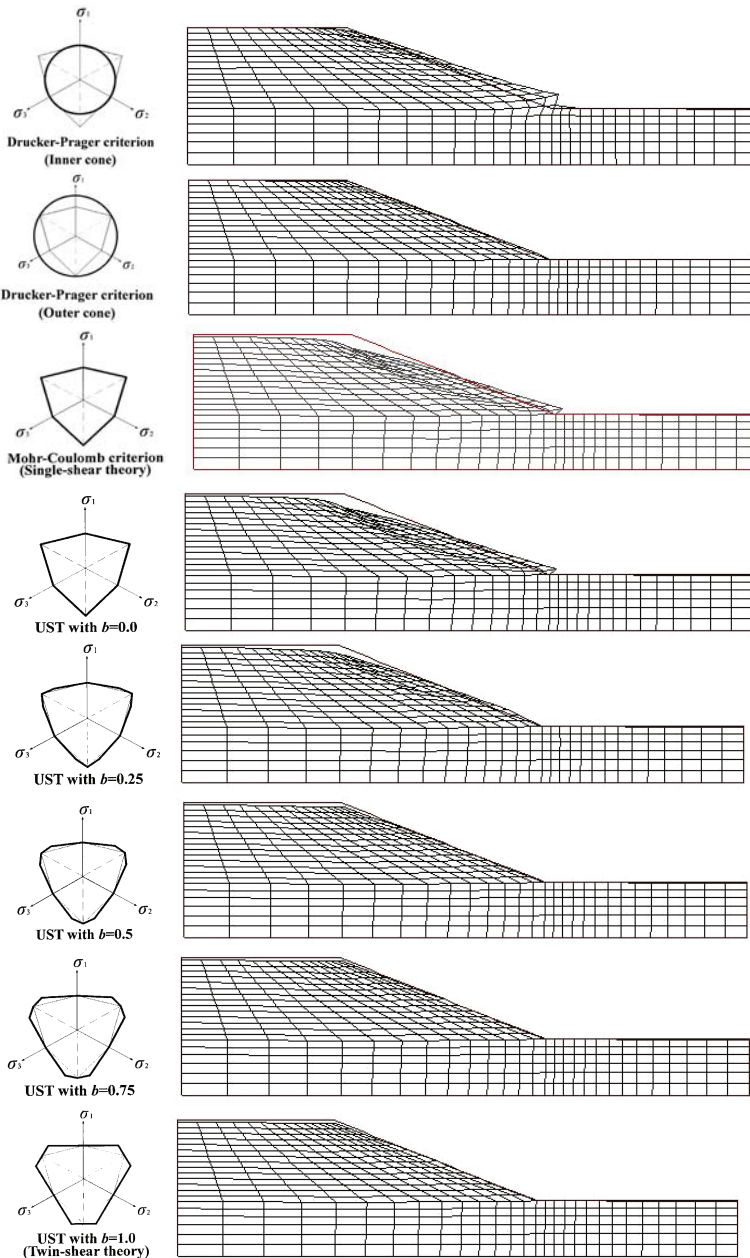 σ1
σ3
σ2
Drucker-Prager criterion
(Inner cone)
σ1
σ3
σ2
Drucker-Prager criterion
(Outer cone)
σ1
σ3
σ2
Mohr-Coulomb criterion
(Single-shear theory)
σ1
σ3
σ2
UST with b=0.0
σ1
σ3
σ2
UST with b=0.25
σ1
σ3
σ2
UST with b=0.5
σ1
σ3
σ2
UST with b=0.75
σ1
σ3
σ2
UST with b=1.0
(Twin-shear theory)